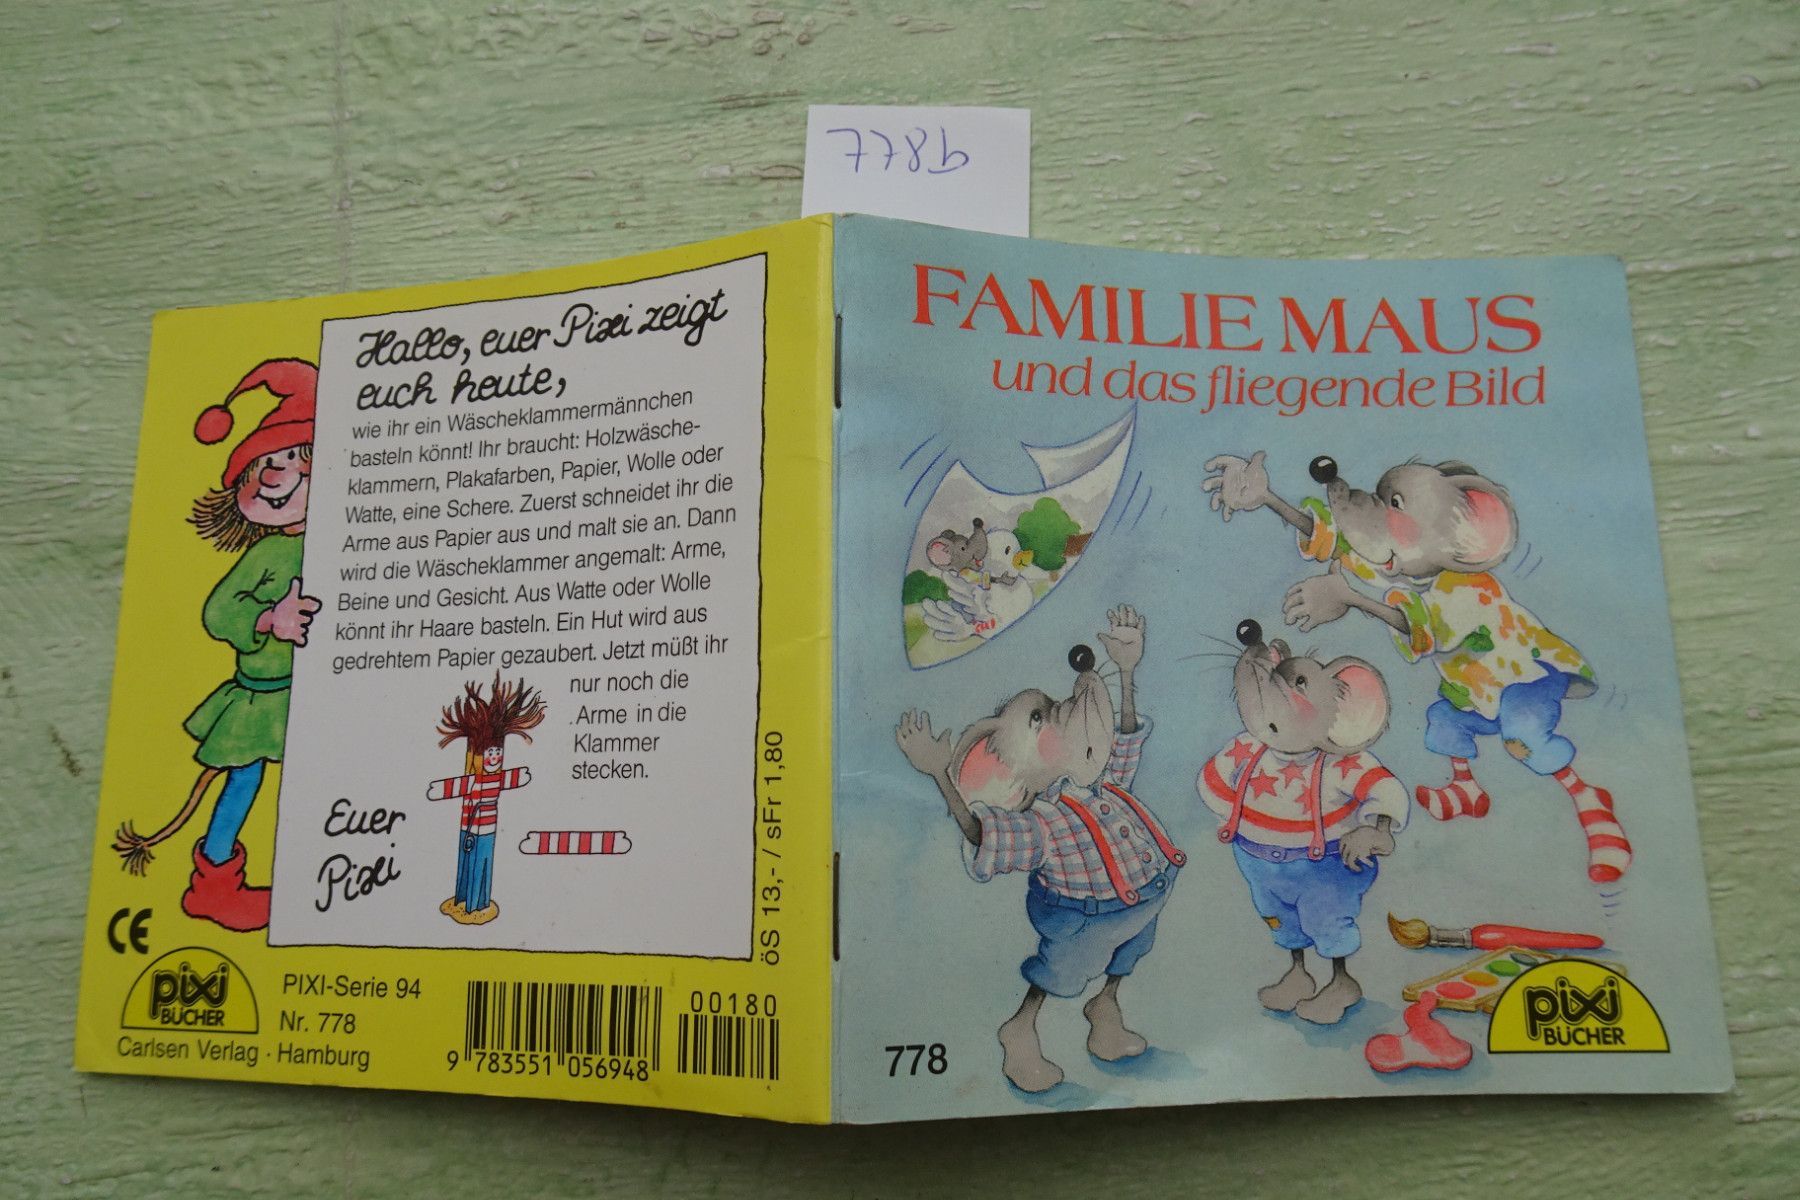 778b
Hallo, euer Pixi zeigt
euch heute,
wie ihr ein Wäscheklammermännchen
basteln könnt! Ihr braucht: Holzwäsche-
klammern, Plakafarben, Papier, Wolle oder
Watte, eine Schere. Zuerst schneidet ihr die
Arme aus Papier aus und malt sie an. Dann
wird die Wäscheklammer angemalt: Arme,
Beine und Gesicht. Aus Watte oder Wolle
könnt ihr Haare basteln. Ein Hut wird aus
gedrehtem Papier gezaubert. Jetzt müßt ihr
nur noch die
Arme in die
Klammer
stecken.
Euer
Pixi
öS 13,- / sFr 1,80
CE
pixi
BÜCHER
PIXI-Serie 94
Nr. 778
Carlsen Verlag · Hamburg
9 783551 056948
00180
FAMILIE MAUS
und das fliegende Bild
778
pixi
BÜCHER